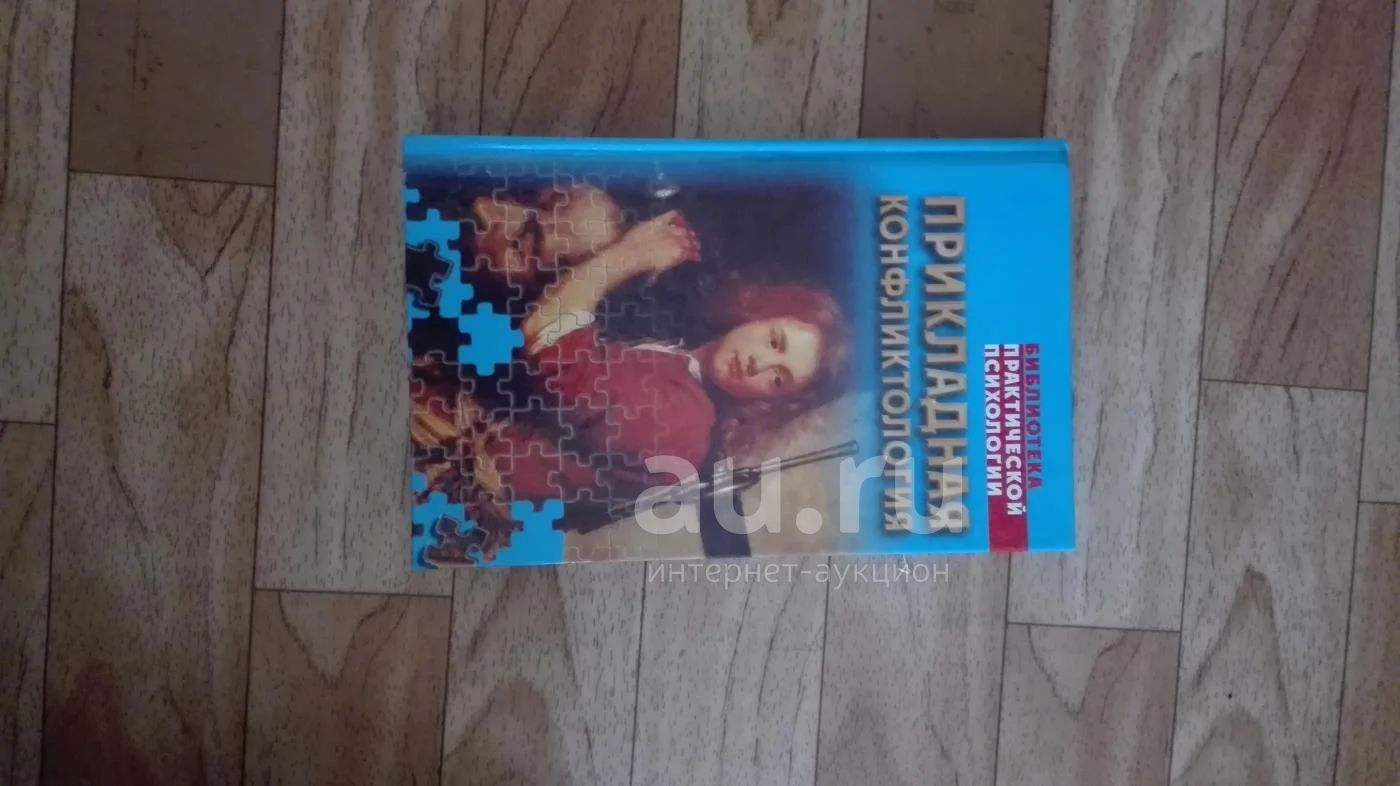 БИБЛИОТЕКА
ПРАКТИЧЕСКОЙ
ПСИХОЛОГИИ
ПРИКЛАДНАЯ
КОНФЛИКТОЛОГИЯ
au.ru
интернет-аукцион